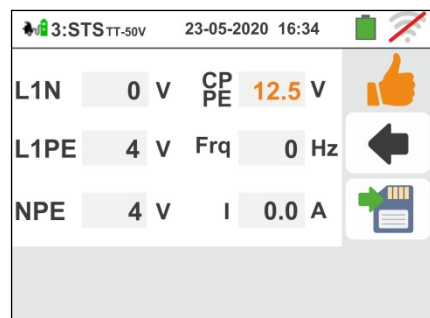 3:STS TT-50V 23-05-2020 16:34
L1N 0 V CP PE 12.5 V
L1PE 4 V Frq 0 Hz
NPE 4 V I 0.0 A